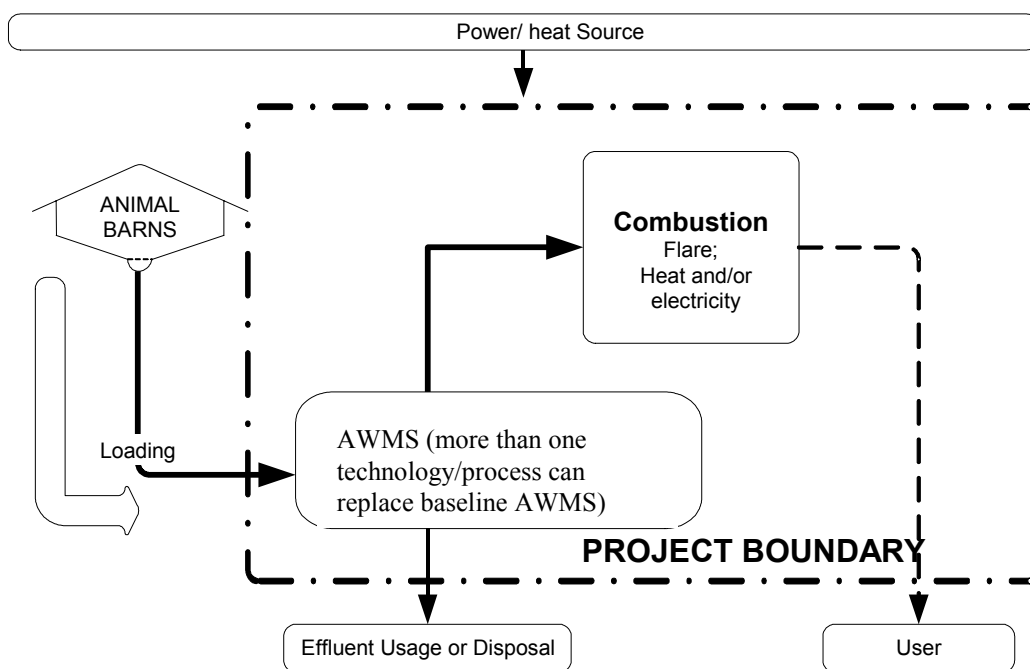 Power/ heat Source
ANIMAL
BARNS
Combustion
Flare;
Heat and/or
electricity
Loading
AWMS (more than one
technology/process can
replace baseline AWMS)
PROJECT BOUNDARY
Effluent Usage or Disposal
User